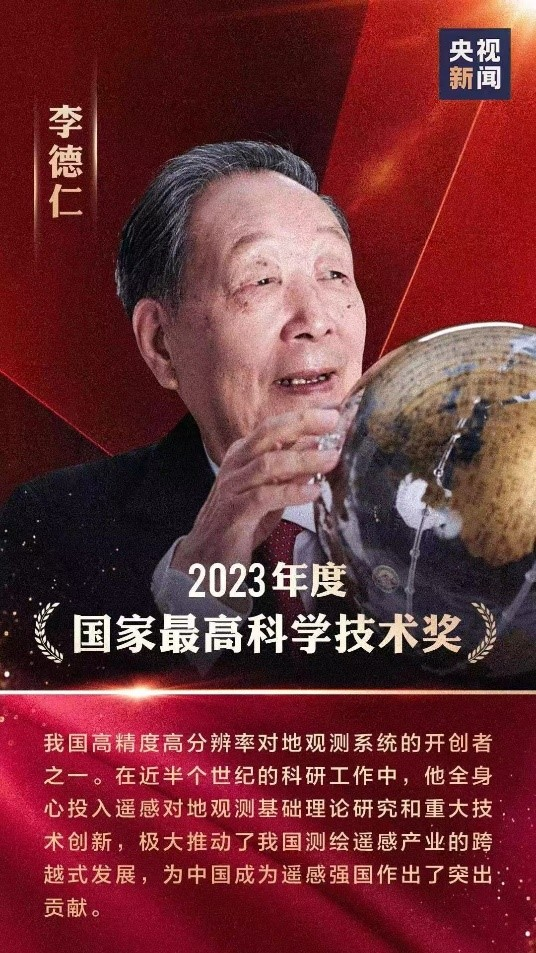 央视
新闻
李德仁
2023年度
国家最高科学技术奖
我国高精度高分辨率对地观测系统的开创者
之一。在近半个世纪的科研工作中，他全身
心投入遥感对地观测基础理论研究和重大技
术创新，极大推动了我国测绘遥感产业的跨
越式发展，为中国成为遥感强国作出了突出
贡献。